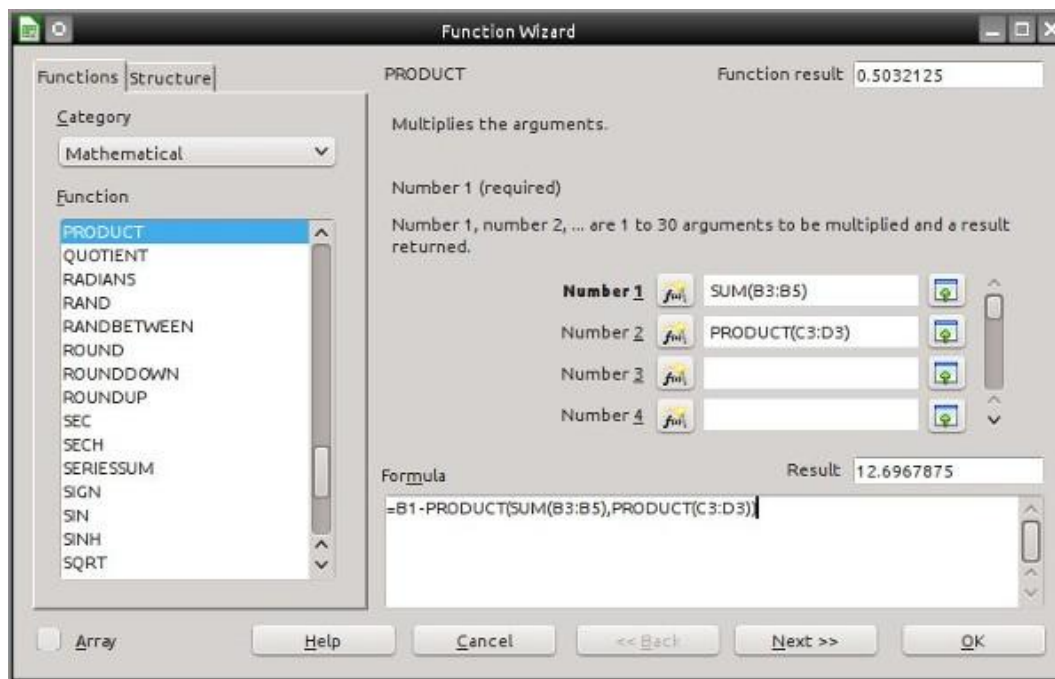 Function Wizard
Functions Structure
Category
Mathematical
Function
PRODUCT
QUOTIENT
RADIANS
RAND
RANDBETWEEN
ROUND
ROUNDDOWN
ROUNDUP
SEC
SECH
SERIESSUM
SIGN
SIN
SINH
SQRT
PRODUCT
Function result 0.5032125
Multiplies the arguments.
Number 1 (required)
Number 1, number 2, ... are 1 to 30 arguments to be multiplied and a result
returned.
Number 1 SUM(B3:B5)
Number 2 PRODUCT(C3:D3)
Number 3
Number 4
Formula
Result 12.6967875
=B1-PRODUCT(SUM(B3:B5),PRODUCT(C3:D3))
Array
Help
Cancel
<< Back
Next >>
OK